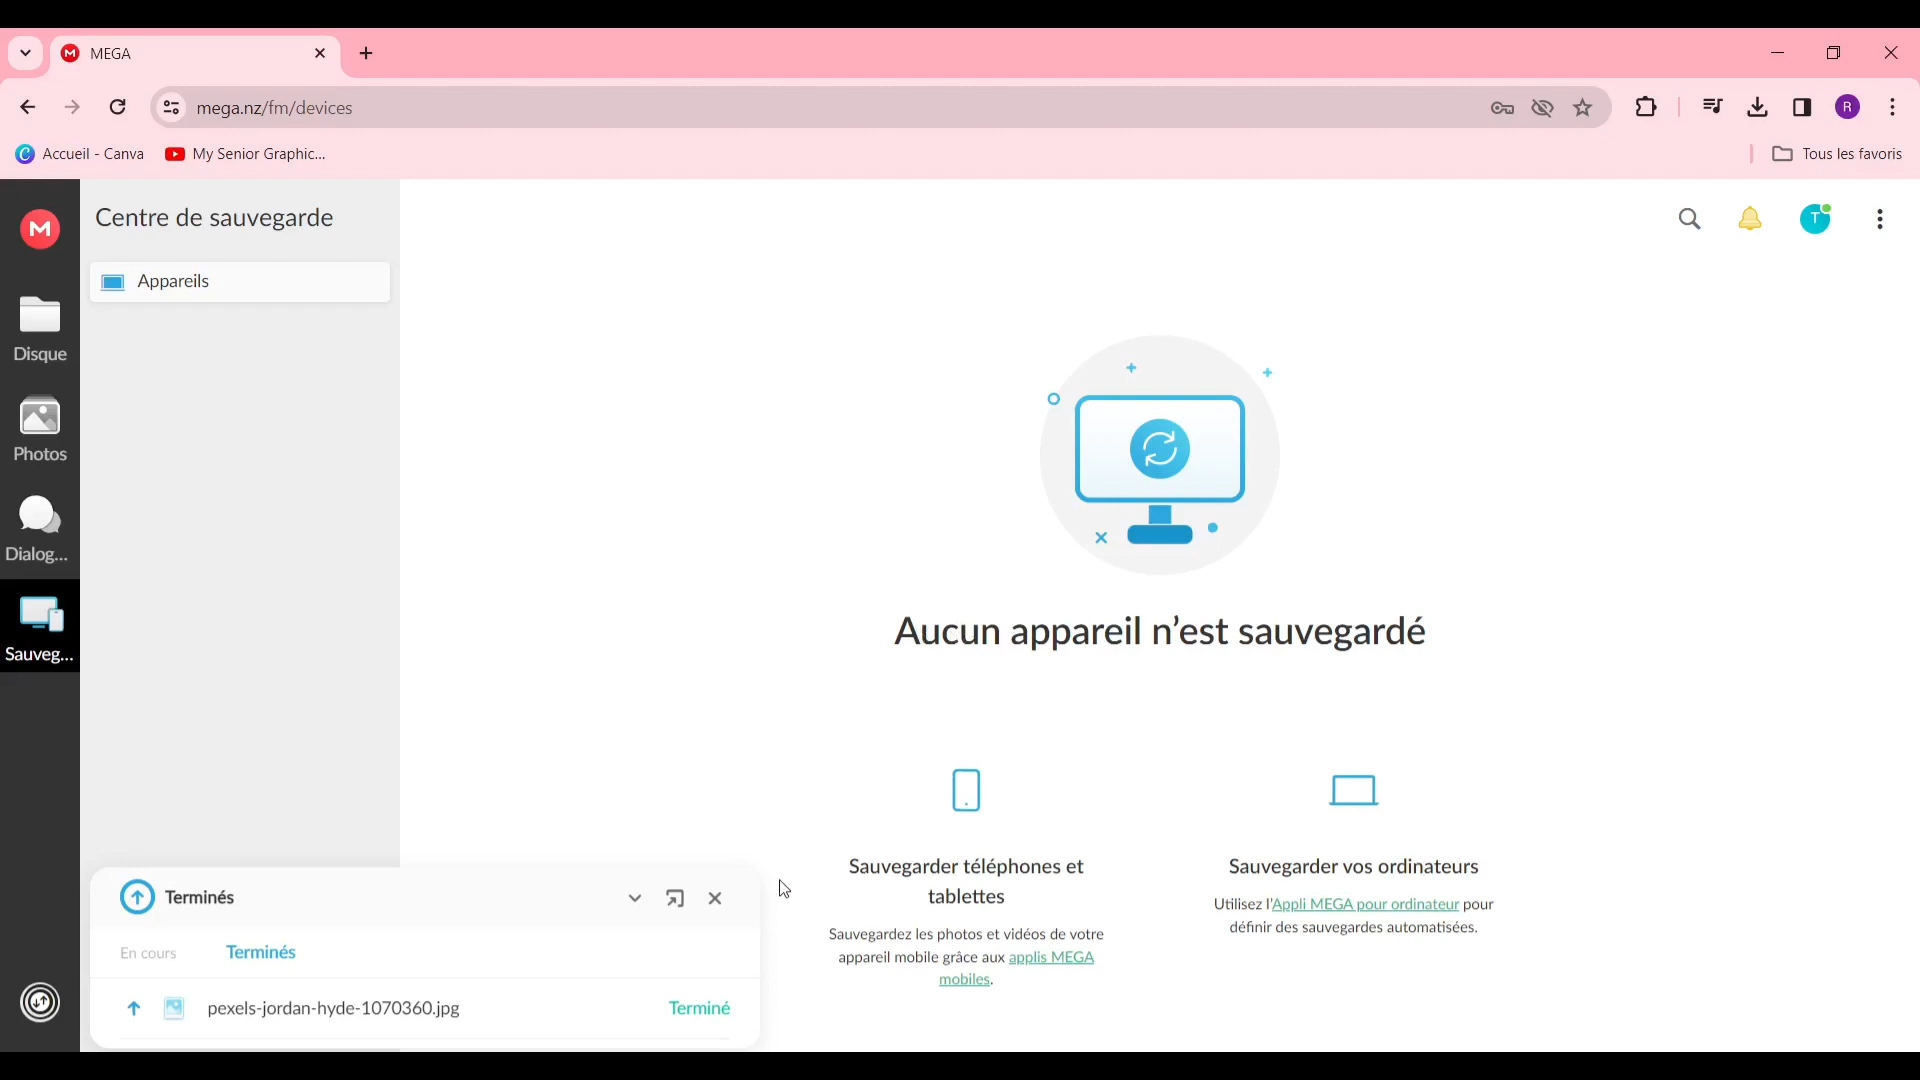 MEGA
mega.nz/fm/devices
R
Accueil - Canva
My Senior Graphic...
Tous les favoris
M
Centre de sauvegarde
T
Appareils
Disque
Photos
Dialog...
Sauveg...
Aucun appareil n’est sauvegardé
Sauvegarder téléphones et
tablettes
Sauvegardez les photos et vidéos de votre
appareil mobile grâce aux applis MEGA
mobiles.
Sauvegarder vos ordinateurs
Utilisez l’Appli MEGA pour ordinateur pour
définir des sauvegardes automatisées.
Terminés
En cours
Terminés
pexels-jordan-hyde-1070360.jpg
Terminé